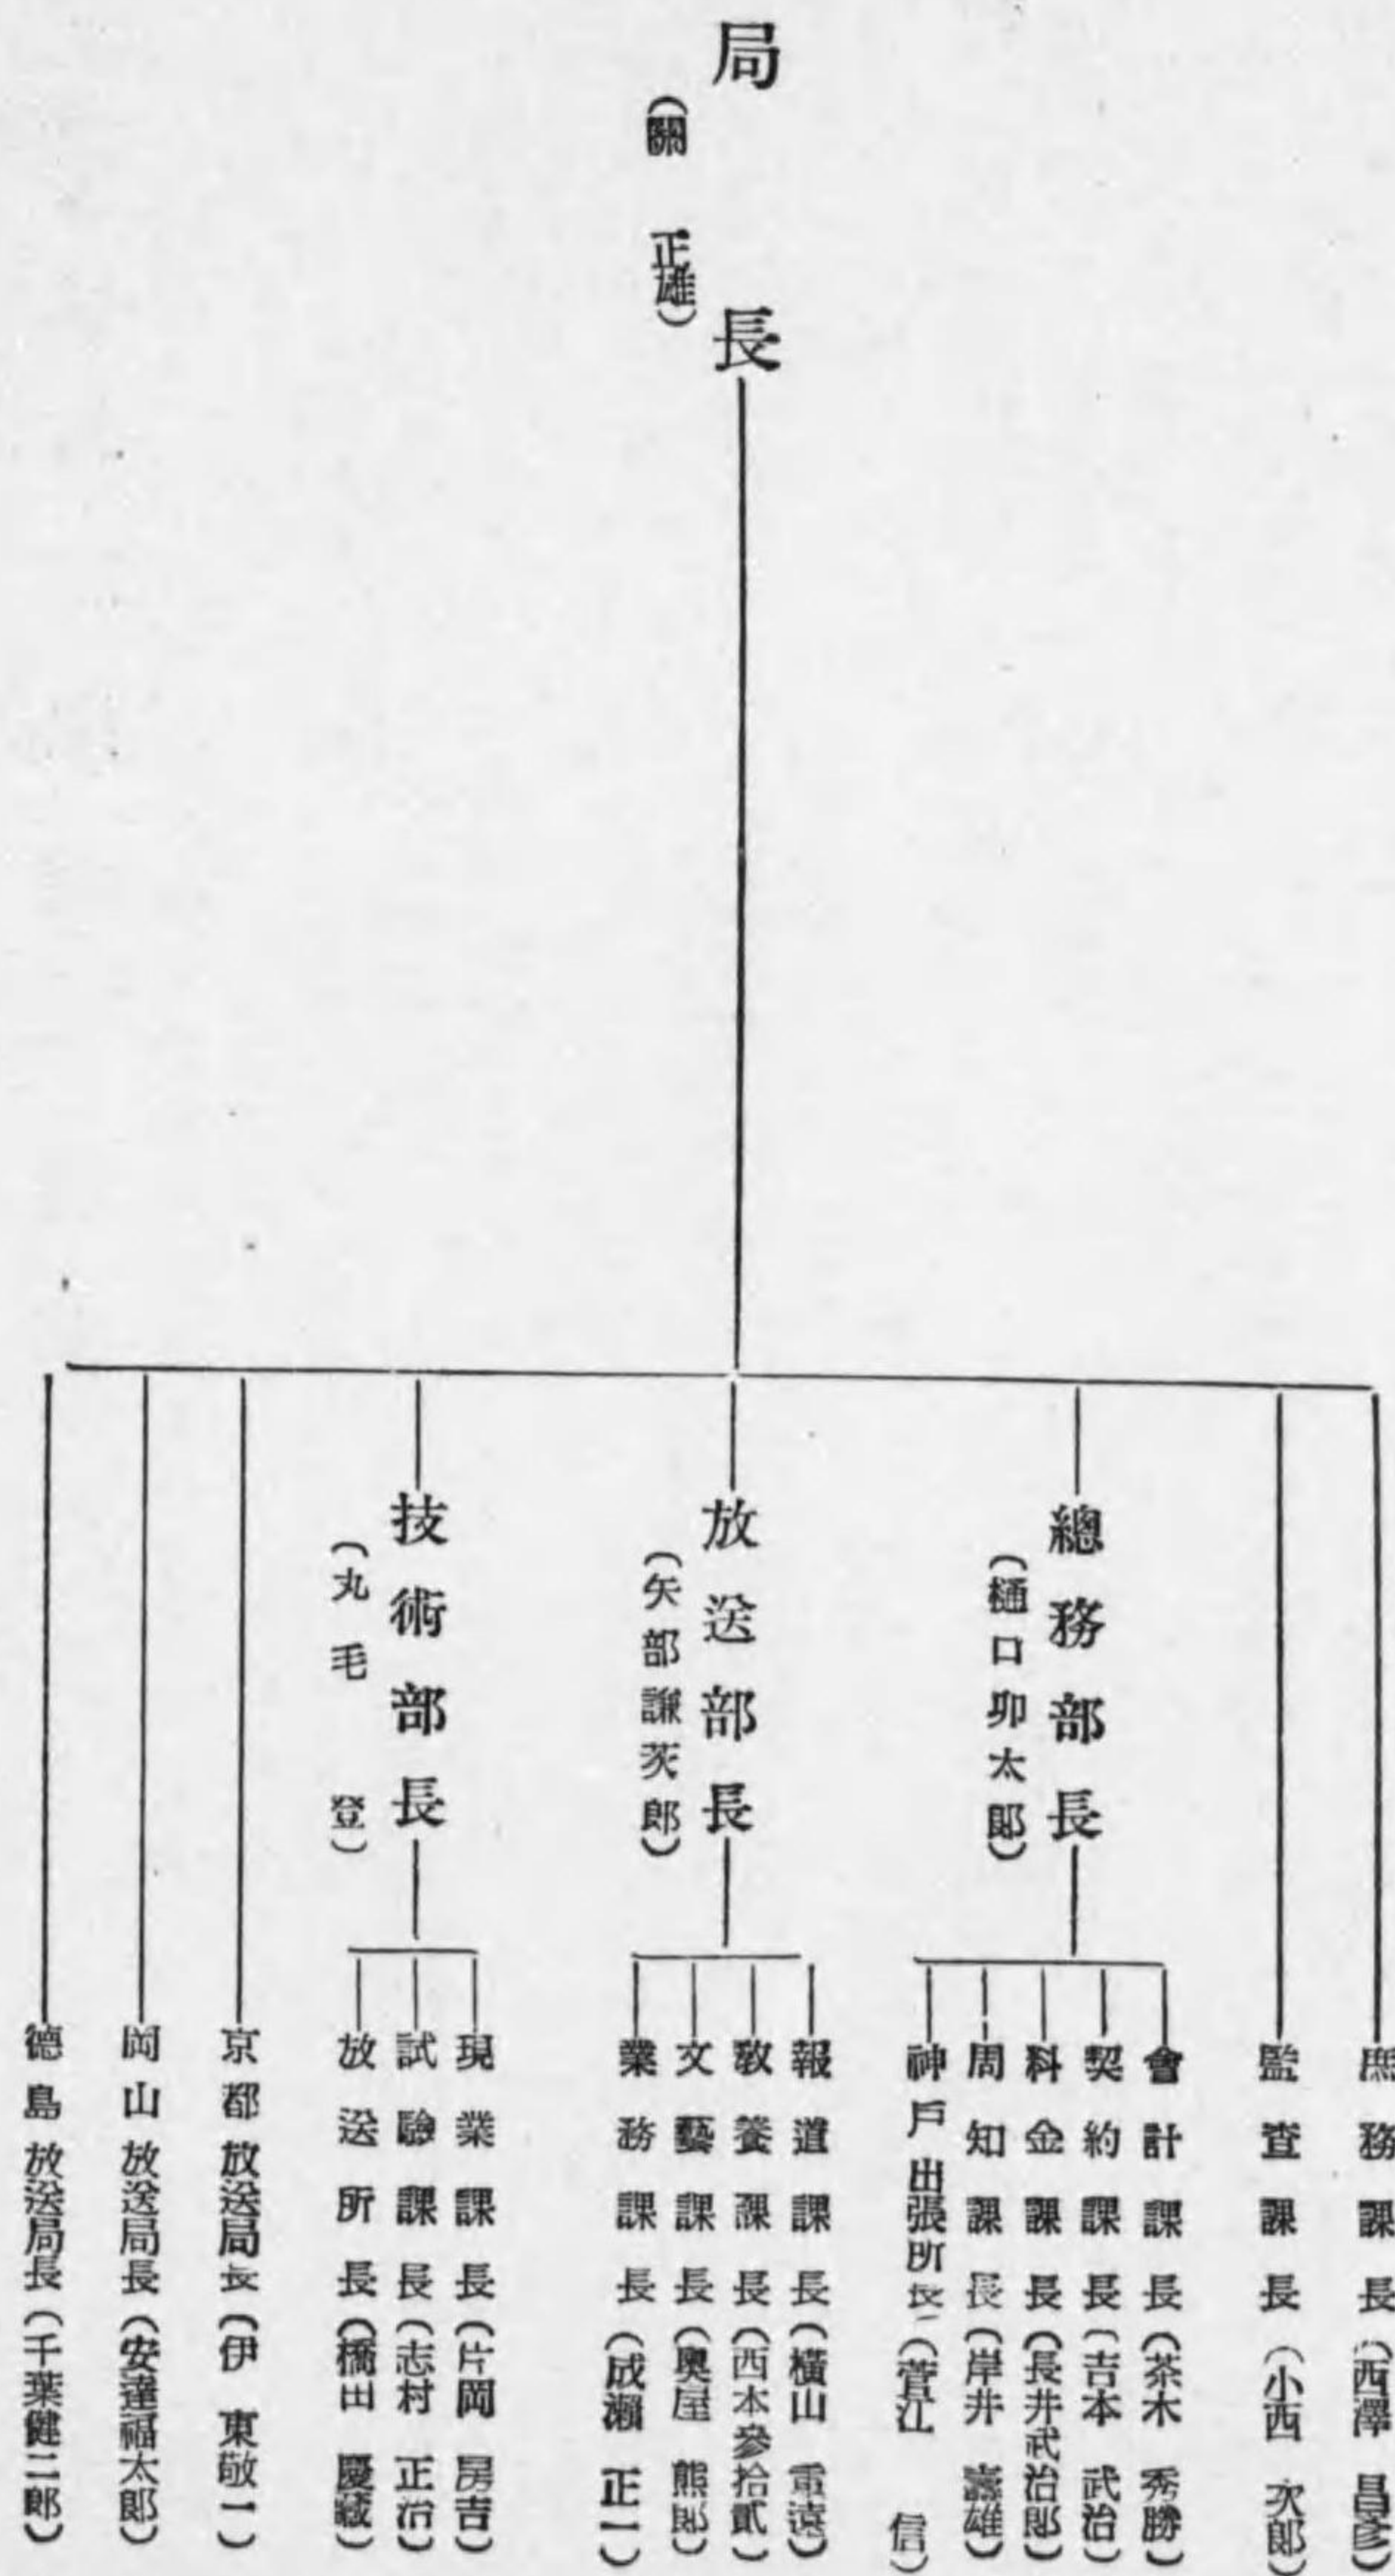 局長
(關 正雄)
庶務課長(西澤 昌彦)
監査課長(小西 次郎)
總務部長
(樋口卯太郎)
會計課長(茶木 秀勝)
契約課長(吉本 武治)
料金課長(長井武治郎)
周知課長(岸井 壽雄)
神戶出張所長(菅江 信)
放送部長
(矢部謙茨郎)
報道課長(橫山 重遠)
敎養課長(西本參拾貳)
文藝課長(奧屋 熊郎)
業務課長(成瀨 正一)
技術部長
(丸毛 登)
現業課長(片岡 房吉)
試驗課長(志村 正治)
放送所長(橋田 慶藏)
京都放送局長(伊東敬一)
岡山放送局長(安達福太郎)
德島放送局長(千葉健二郎)